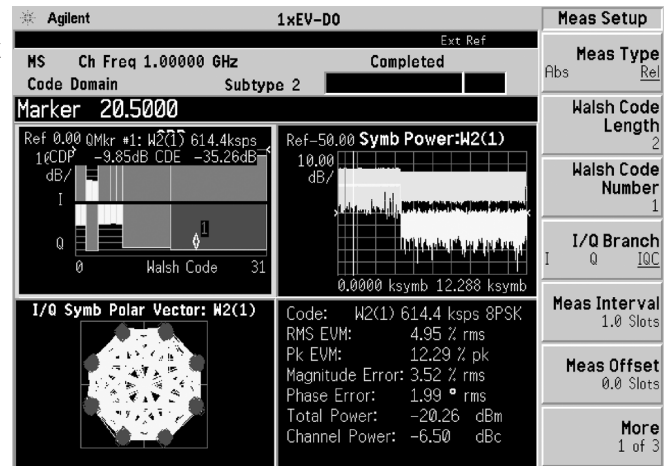 Agilent 1xEV-DO Meas Setup
Ext Ref
MS Ch Freq 1.00000 GHz Completed
Code Domain Subtype 2
Marker 20.5000
Ref 0.00 QMkr #1: W2(1) 614.4ksps
CDP -9.85dB CDE -35.26dB
dB/
I
Q
1
0 Walsh Code 31
Ref-50.00 Symb Power:W2(1)
10.00
dB/
0.0000 ksymb 12.288 ksymb
I/Q Symb Polar Vector: W2(1)
Code: W2(1) 614.4 ksps 8PSK
RMS EVM: 4.95 % rms
Pk EVM: 12.29 % pk
Magnitude Error: 3.52 % rms
Phase Error: 1.99 ° rms
Total Power: -20.26 dBm
Channel Power: -6.50 dBc
Meas Type
Abs Rel
Walsh Code
Length
2
Walsh Code
Number
1
I/Q Branch
I Q IQC
Meas Interval
1.0 Slots
Meas Offset
0.0 Slots
More
1 of 3